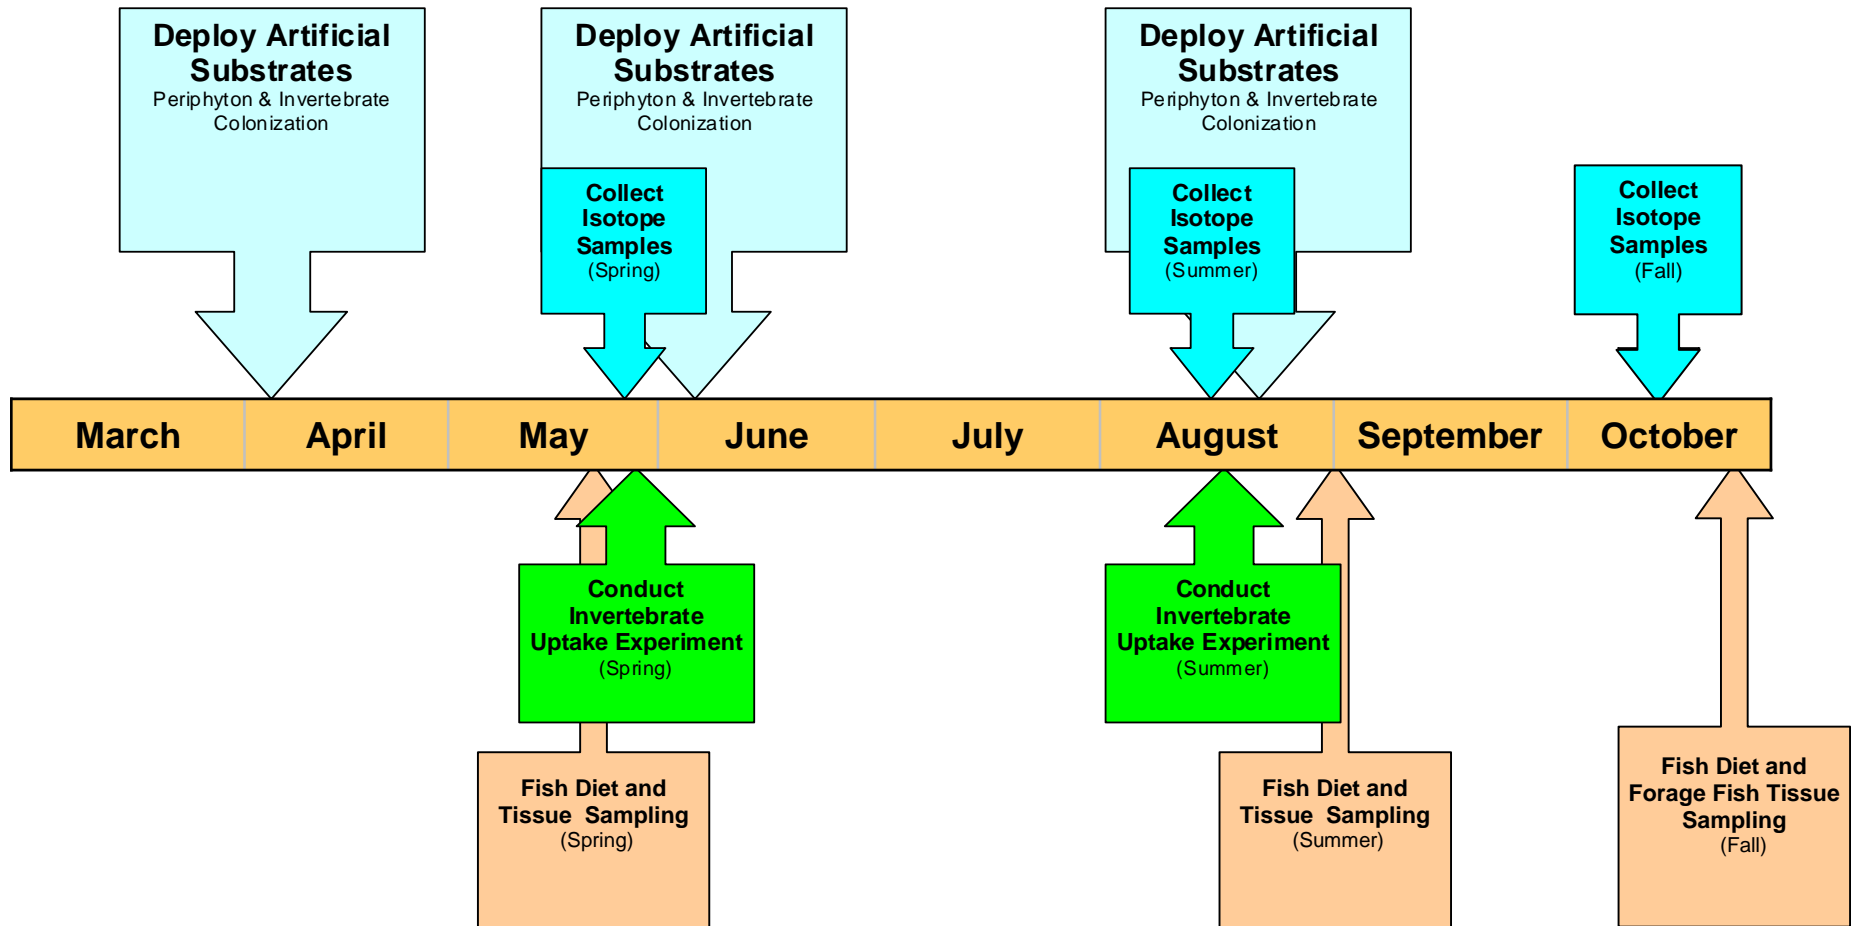 Deploy Artificial
Substrates
Periphyton & Invertebrate
Colonization
Deploy Artificial
Substrates
Periphyton & Invertebrate
Colonization
Deploy Artificial
Substrates
Periphyton & Invertebrate
Colonization
Collect
Isotope
Samples
(Spring)
Collect
Isotope
Samples
(Summer)
Collect
Isotope
Samples
(Fall)
March April May June July August September October
Conduct
Invertebrate
Uptake Experiment
(Spring)
Conduct
Invertebrate
Uptake Experiment
(Summer)
Fish Diet and
Tissue Sampling
(Spring)
Fish Diet and
Tissue Sampling
(Summer)
Fish Diet and
Forage Fish Tissue
Sampling
(Fall)